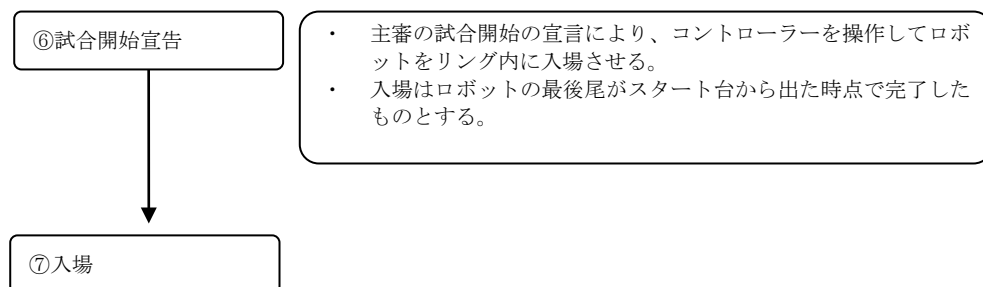 ⑥試合開始宣告
・ 主審の試合開始の宣言により、コントローラーを操作してロボ
ットをリング内に入場させる。
・ 入場はロボットの最後尾がスタート台から出た時点で完了した
ものとする。
⑦入場